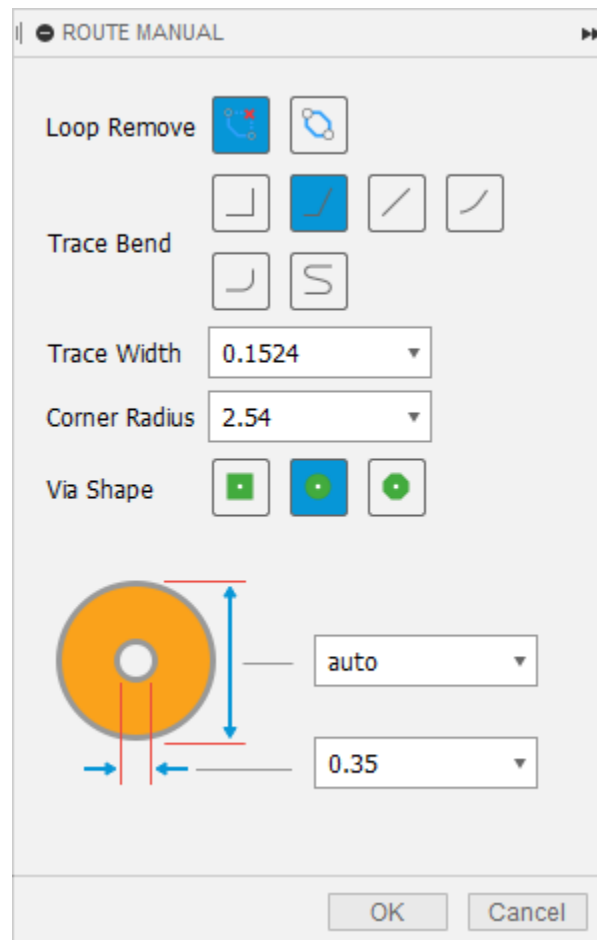 ROUTE MANUAL
Loop Remove
Trace Bend
Trace Width 0.1524
Corner Radius 2.54
Via Shape
auto
0.35
OK Cancel